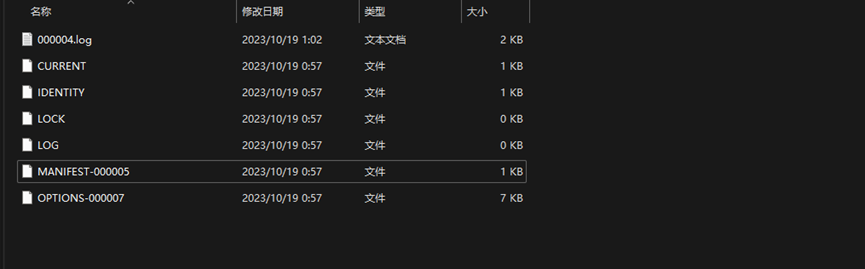 名称 修改日期 类型 大小
000004.log 2023/10/19 1:02 文本文档 2 KB
CURRENT 2023/10/19 0:57 文件 1 KB
IDENTITY 2023/10/19 0:57 文件 1 KB
LOCK 2023/10/19 0:57 文件 0 KB
LOG 2023/10/19 0:57 文件 0 KB
MANIFEST-000005 2023/10/19 0:57 文件 1 KB
OPTIONS-000007 2023/10/19 0:57 文件 7 KB